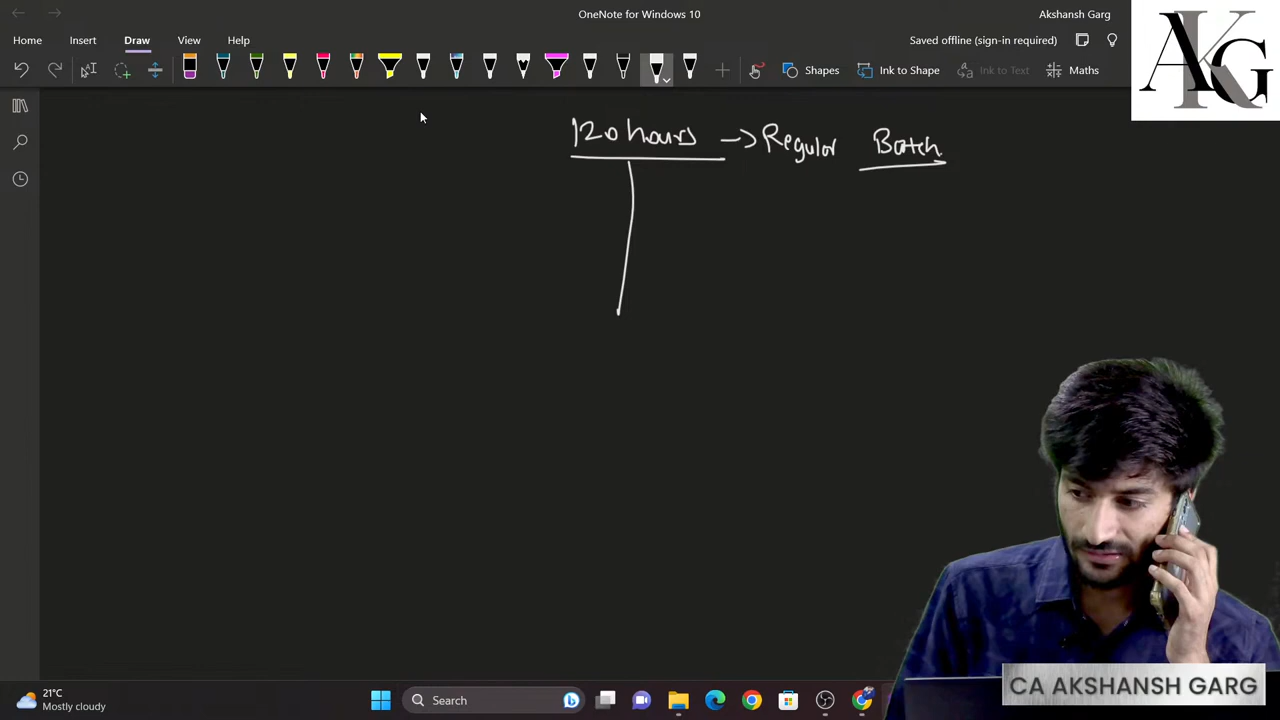 OneNote for Windows 10
Akshansh Garg
Home Insert Draw View Help
Saved offline (sign-in required)
Shapes Ink to Shape Ink to Text Maths
AKG
120 hours → Regular Batch
CA AKSHANSH GARG
21°C
Mostly cloudy
Search